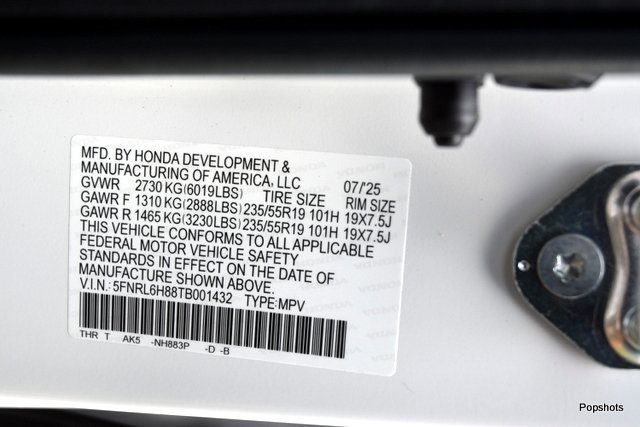 MFD. BY HONDA DEVELOPMENT &
MANUFACTURING OF AMERICA, LLC 07/'25
GVWR 2730 KG(6019LBS) TIRE SIZE RIM SIZE
GAWR F 1310 KG(2888LBS) 235/55R19 101H 19X7.5J
GAWR R 1465 KG(3230LBS) 235/55R19 101H 19X7.5J
THIS VEHICLE CONFORMS TO ALL APPLICABLE
FEDERAL MOTOR VEHICLE SAFETY
STANDARDS IN EFFECT ON THE DATE OF
MANUFACTURE SHOWN ABOVE.
V.I.N.: 5FNRL6H88TB001432 TYPE:MPV
THR T AK5 -NH883P -D -B
Popshots